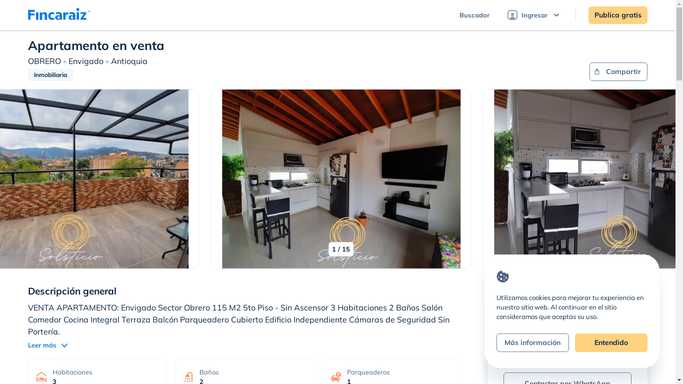 Fincaraiz
Buscador
Ingresar
Publica gratis
Apartamento en venta
OBRERO - Envigado - Antioquia
Inmobiliaria
Compartir
Solsticio
1 / 15
Solsticio
Descripción general
VENTA APARTAMENTO: Envigado Sector Obrero 115 M2 5to Piso - Sin Ascensor 3 Habitaciones 2 Baños Salón
Comedor Cocina Integral Terraza Balcón Parqueadero Cubierto Edificio Independiente Cámaras de Seguridad Sin
Portería.
Leer más
Habitaciones
3
Baños
2
Parqueaderos
1
Utilizamos cookies para mejorar tu experiencia en
nuestro sitio web. Al continuar en el sitio
consideramos que aceptas su uso.
Más información
Entendido
Contactar por WhatsApp